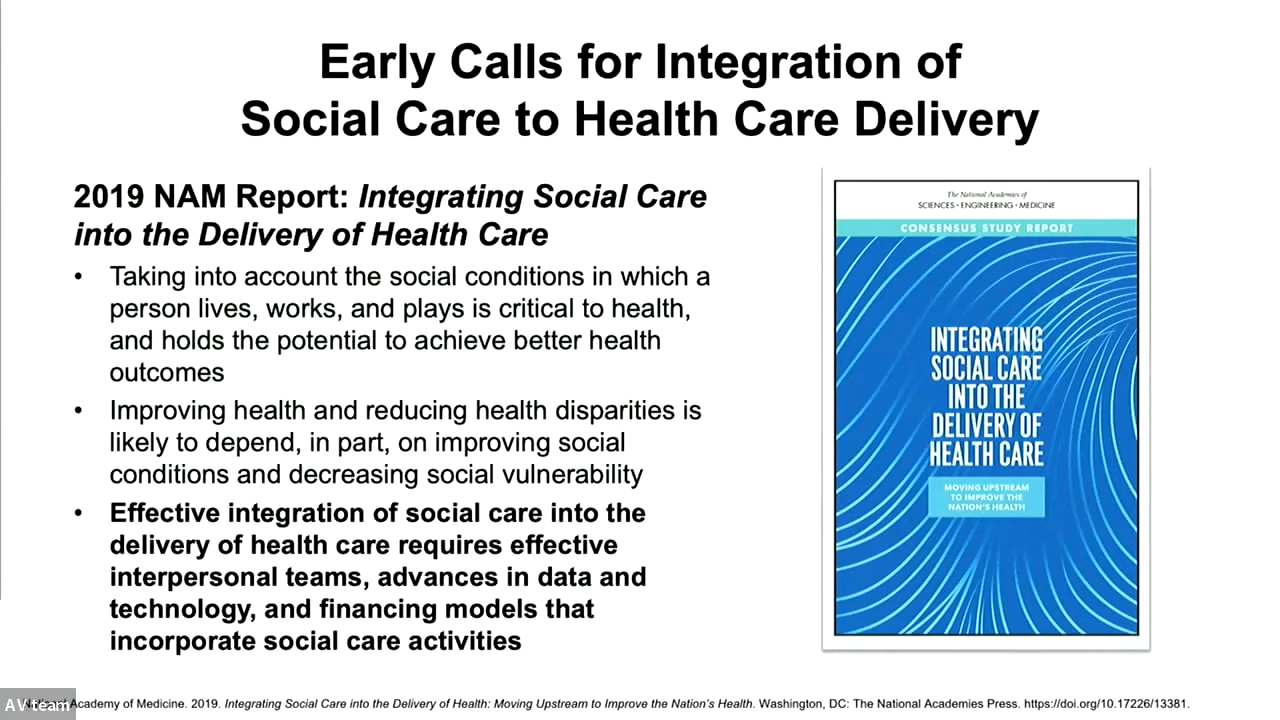 Early Calls for Integration of
Social Care to Health Care Delivery
2019 NAM Report: Integrating Social Care
into the Delivery of Health Care
• Taking into account the social conditions in which a
person lives, works, and plays is critical to health,
and holds the potential to achieve better health
outcomes
• Improving health and reducing health disparities is
likely to depend, in part, on improving social
conditions and decreasing social vulnerability
• Effective integration of social care into the
delivery of health care requires effective
interpersonal teams, advances in data and
technology, and financing models that
incorporate social care activities
The National Academies of
SCIENCES • ENGINEERING • MEDICINE
CONSENSUS STUDY REPORT
INTEGRATING
SOCIAL CARE
INTO THE
DELIVERY OF
HEALTH CARE
MOVING UPSTREAM
TO IMPROVE THE
NATION'S HEALTH
AV team
Academy of Medicine. 2019. Integrating Social Care into the Delivery of Health: Moving Upstream to Improve the Nation's Health. Washington, DC: The National Academies Press. https://doi.org/10.17226/13381.